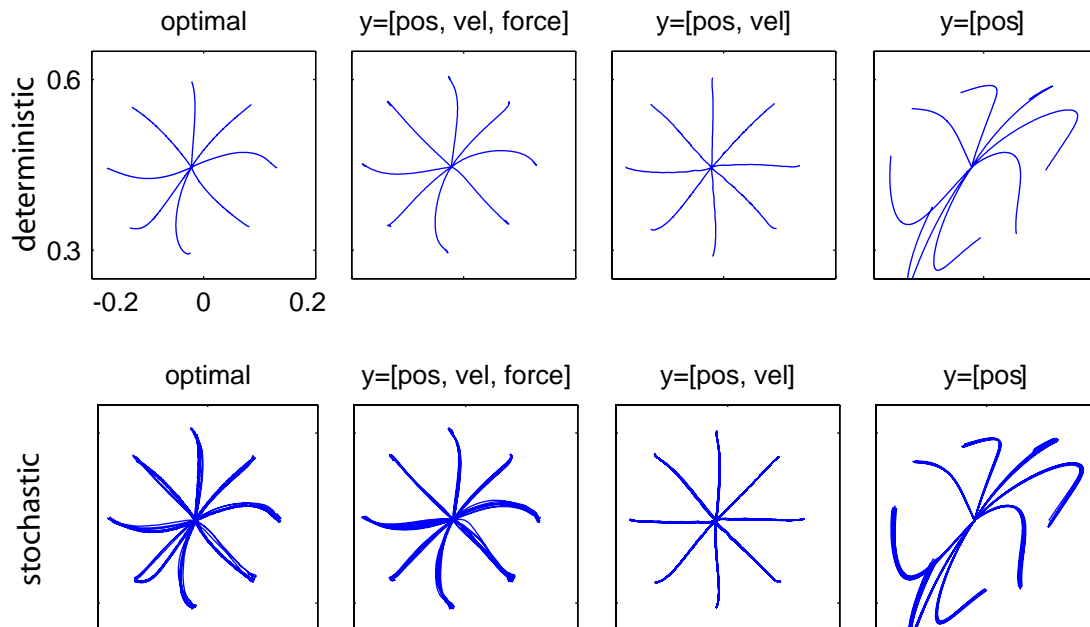 optimal
y=[pos, vel, force]
y=[pos, vel]
y=[pos]
deterministic
0.6
0.3
-0.2
0
0.2
optimal
y=[pos, vel, force]
y=[pos, vel]
y=[pos]
stochastic